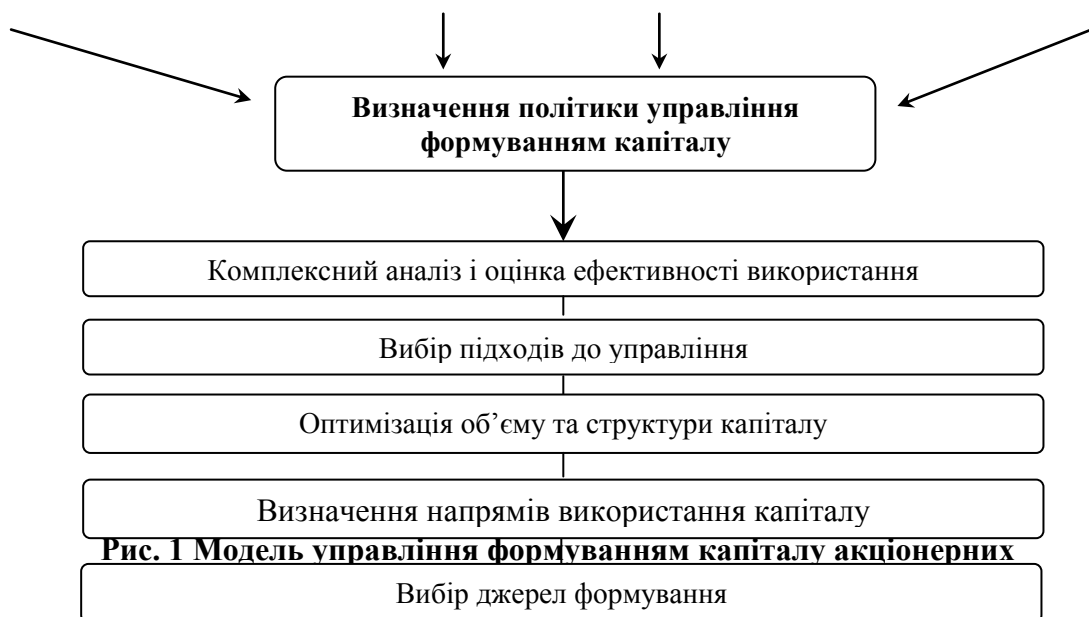 Визначення політики управління
формуванням капіталу
Комплексний аналіз і оцінка ефективності використання
Вибір підходів до управління
Оптимізація об’єму та структури капіталу
Визначення напрямів використання капіталу
Рис. 1 Модель управління формуванням капіталу акціонерних
Вибір джерел формування